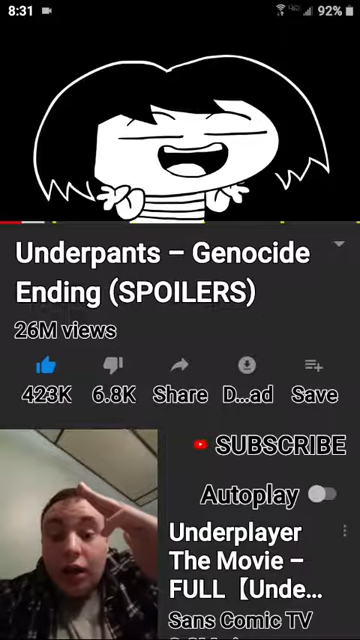 8:31
92%
Underpants – Genocide
Ending (SPOILERS)
26M views
423K 6.8K Share D...ad Save
SUBSCRIBE
Autoplay
Underplayer
The Movie –
FULL【Unde...
Sans Comic TV